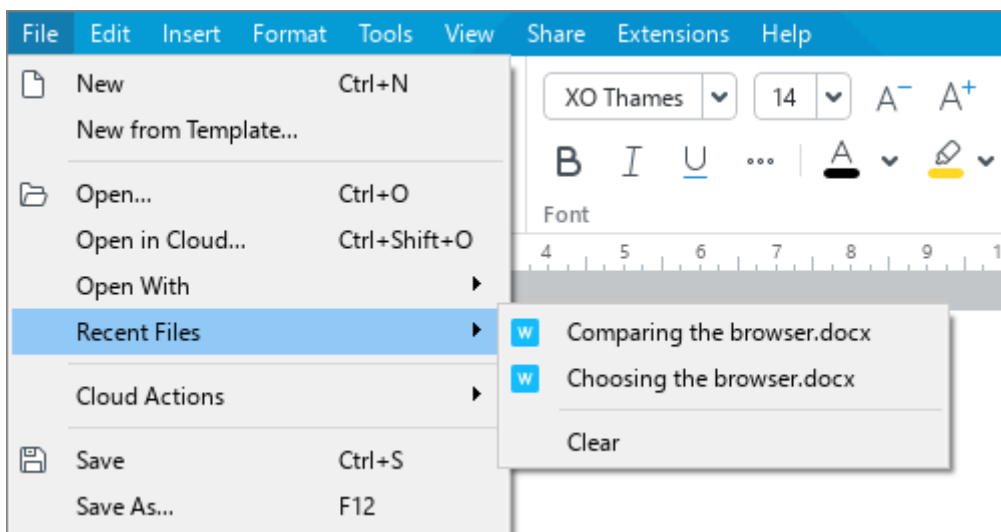 File Edit Insert Format Tools View Share Extensions Help
New Ctrl+N
New from Template...
Open... Ctrl+O
Open in Cloud... Ctrl+Shift+O
Open With
Recent Files
Cloud Actions
Save Ctrl+S
Save As... F12
XO Thames 14 A⁻ A⁺
B I U ... A
Font
4 5 6 7 8 9 1
W Comparing the browser.docx
W Choosing the browser.docx
Clear